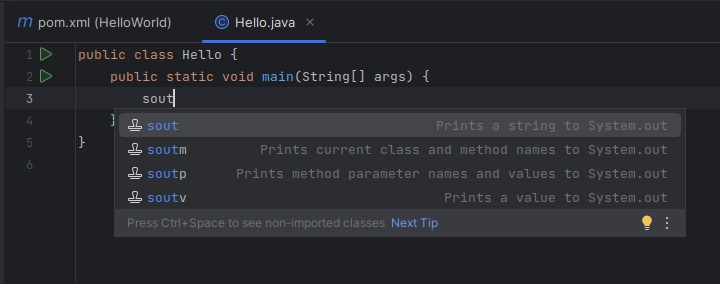 m pom.xml (HelloWorld) © Hello.java ×
1 public class Hello {
2 public static void main(String[] args) {
3 sout
sout Prints a string to System.out
4 }
soutm Prints current class and method names to System.out
5 }
soutp Prints method parameter names and values to System.out
6
soutv Prints a value to System.out
Press Ctrl+Space to see non-imported classes Next Tip